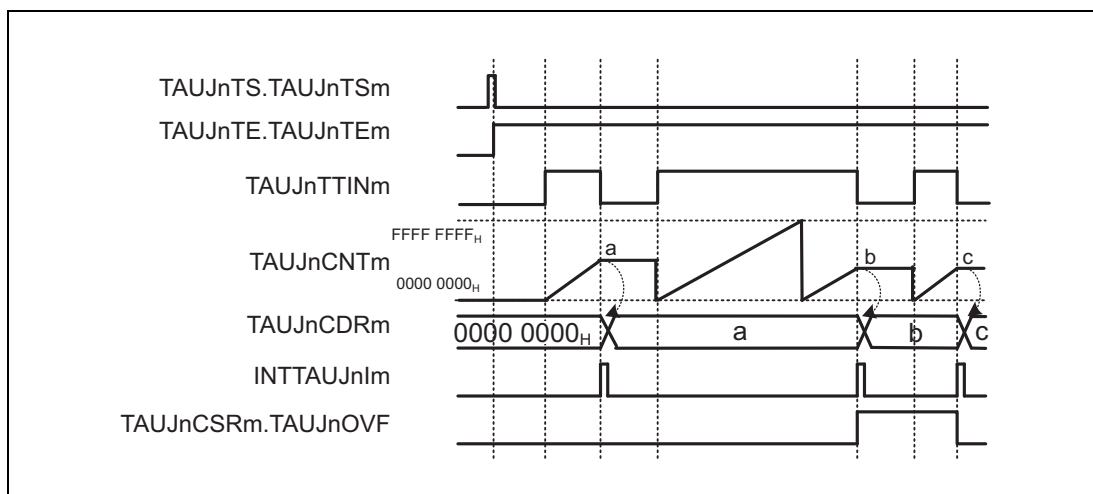 TAUJnTS.TAUJnTSm
TAUJnTE.TAUJnTEm
TAUJnTTINm
FFFF FFFFH
a
b
c
TAUJnCNTm
0000 0000H
TAUJnCDRm
0000 0000H
a
b
c
INTTAUJnIm
TAUJnCSRm.TAUJnOVF